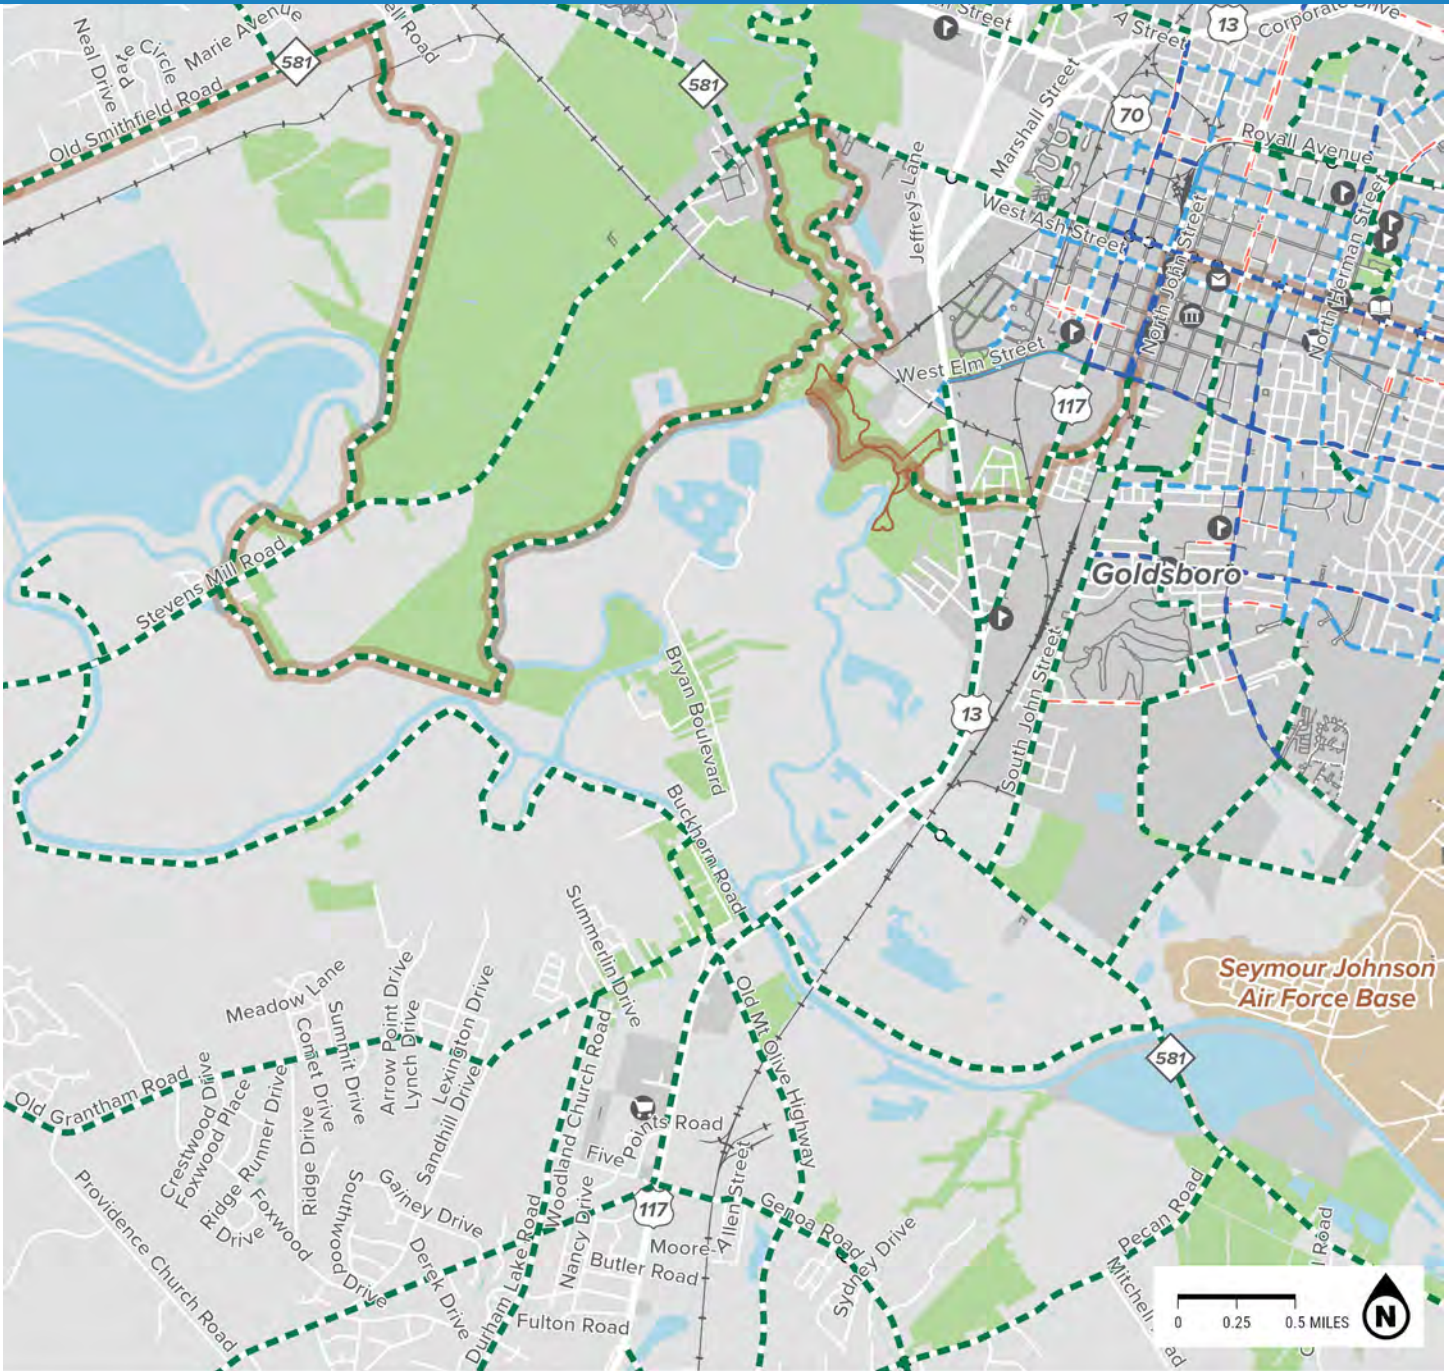 Street
A Street
13
Corporate Drive
Neal Drive
Pate Circle
Marie Avenue
581
ell Road
Old Smithfield Road
581
Marshall Street
70
Royall Avenue
Jeffreys Lane
West Ash Street
North John Street
North Herman Street
West Elm Street
117
Goldsboro
Stevens Mill Road
Bryan Boulevard
13
South John Street
Buckhorn Road
Seymour Johnson
Air Force Base
Summerlin Drive
Meadow Lane
Summit Drive
Comet Drive
Arrow Point Drive
Lynch Drive
Lexington Drive
Sandhill Drive
Old Mt Olive Highway
581
Old Grantham Road
Crestwood Drive
Foxwood Place
Ridge Runner Drive
Ridge Drive
Woodland Church Road
Five Points Road
Providence Church Road
Foxwood Drive
Southwood Drive
Gainey Drive
Derek Drive
Durham Lake Road
Nancy Drive
117
Allen Street
Genoa Road
Moore
Butler Road
Sydney Drive
Fulton Road
Pecan Road
Mitchell
l Road
ad
0 0.25 0.5 MILES
N